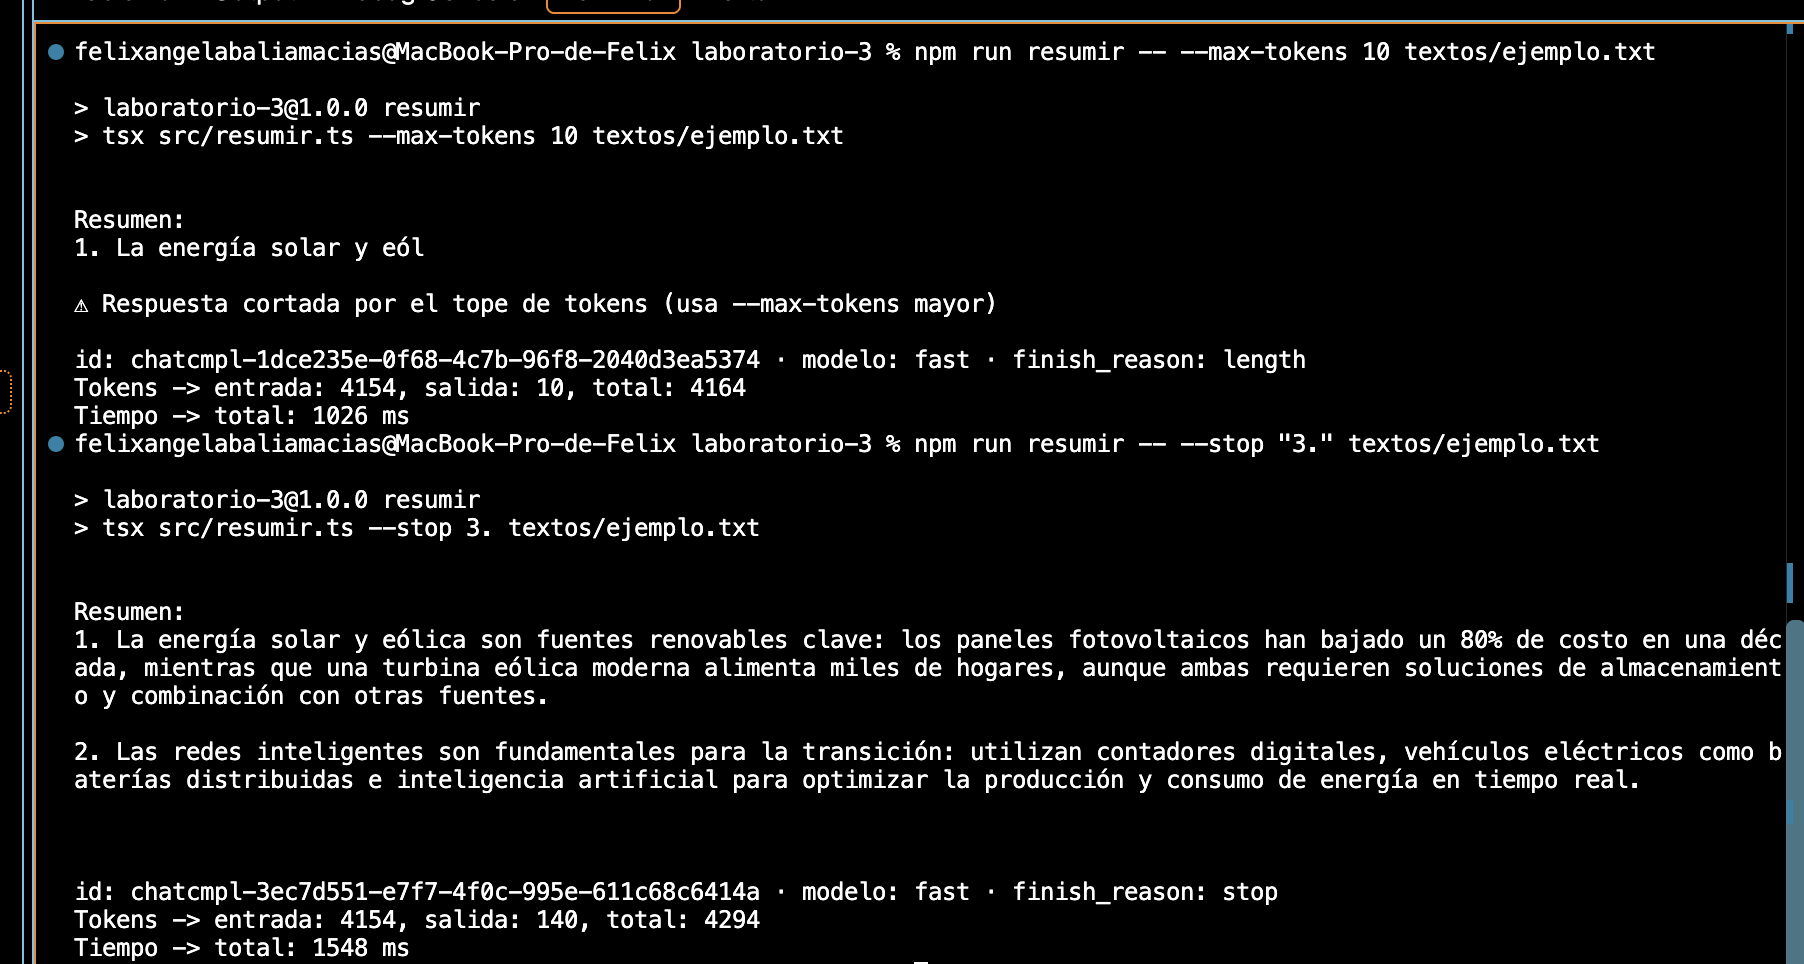 felixangelabaliamacias@MacBook-Pro-de-Felix laboratorio-3 % npm run resumir -- --max-tokens 10 textos/ejemplo.txt
> laboratorio-3@1.0.0 resumir
> tsx src/resumir.ts --max-tokens 10 textos/ejemplo.txt
Resumen:
1. La energía solar y eól
⚠ Respuesta cortada por el tope de tokens (usa --max-tokens mayor)
id: chatcmpl-1dce235e-0f68-4c7b-96f8-2040d3ea5374 · modelo: fast · finish_reason: length
Tokens -> entrada: 4154, salida: 10, total: 4164
Tiempo -> total: 1026 ms
felixangelabaliamacias@MacBook-Pro-de-Felix laboratorio-3 % npm run resumir -- --stop "3." textos/ejemplo.txt
> laboratorio-3@1.0.0 resumir
> tsx src/resumir.ts --stop 3. textos/ejemplo.txt
Resumen:
1. La energía solar y eólica son fuentes renovables clave: los paneles fotovoltaicos han bajado un 80% de costo en una déc
ada, mientras que una turbina eólica moderna alimenta miles de hogares, aunque ambas requieren soluciones de almacenamient
o y combinación con otras fuentes.
2. Las redes inteligentes son fundamentales para la transición: utilizan contadores digitales, vehículos eléctricos como b
aterías distribuidas e inteligencia artificial para optimizar la producción y consumo de energía en tiempo real.
id: chatcmpl-3ec7d551-e7f7-4f0c-995e-611c68c6414a · modelo: fast · finish_reason: stop
Tokens -> entrada: 4154, salida: 140, total: 4294
Tiempo -> total: 1548 ms